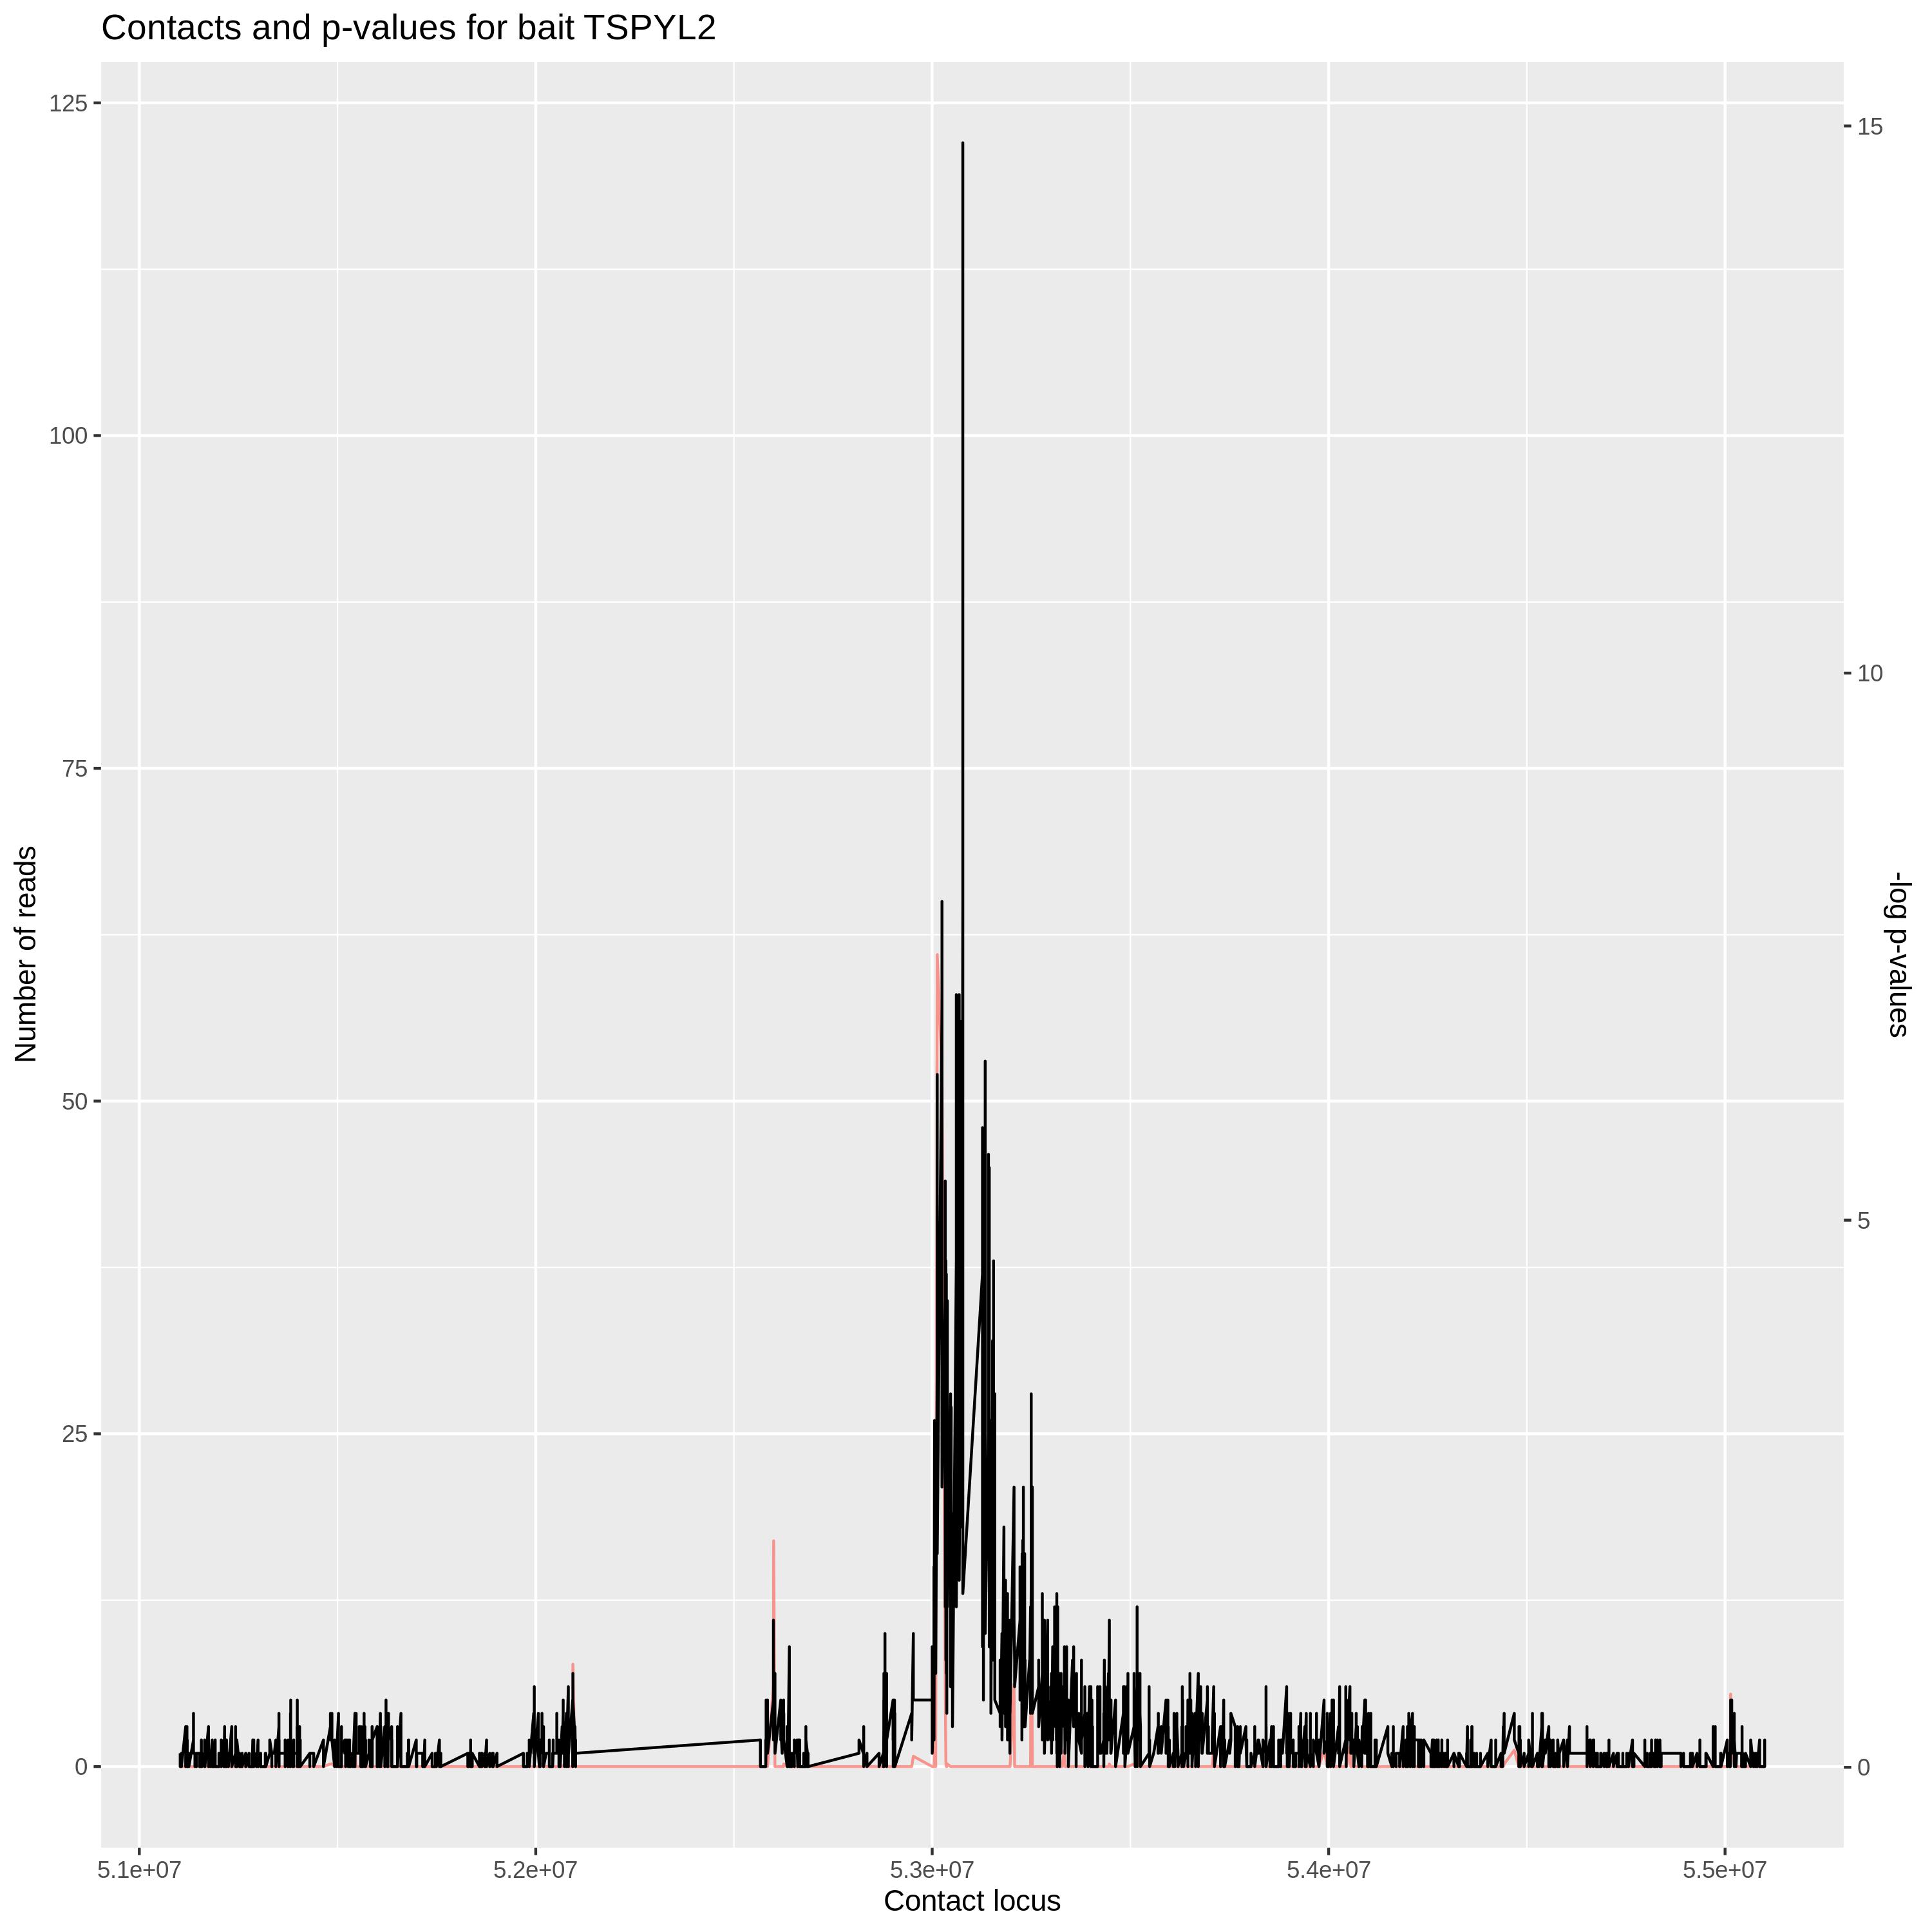 Contacts and p-values for bait TSPYL2
125
100
75
50
25
0
Number of reads
15
10
5
0
-log p-values
5.1e+07
5.2e+07
5.3e+07
5.4e+07
5.5e+07
Contact locus